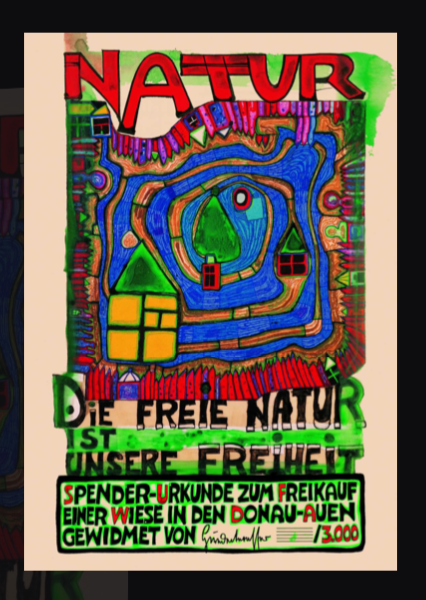 NATUR
DIE FREIE NATUR
IST
UNSERE FREIHEIT
SPENDER-URKUNDE ZUM FREIKAUF
EINER WIESE IN DEN DONAU-AUEN
GEWIDMET VON Hundertwasser /3.000